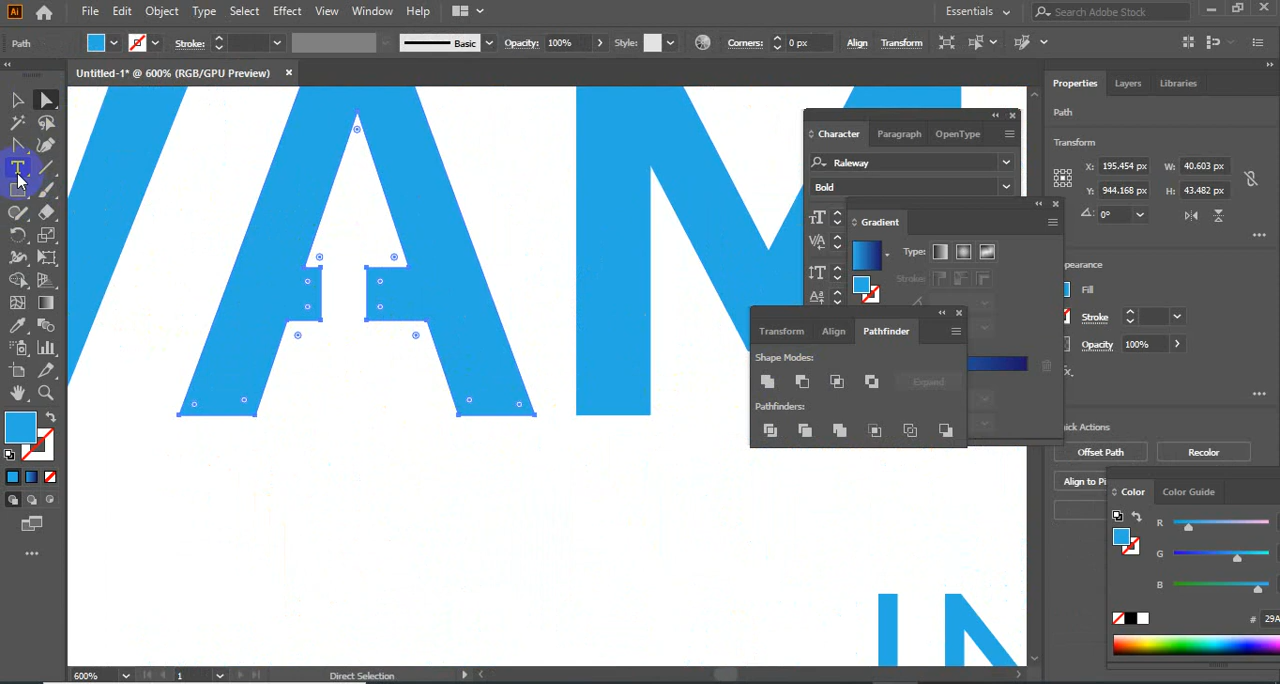 Ai File Edit Object Type Select Effect View Window Help Essentials Search Adobe Stock
Path Stroke: Basic Opacity: 100% Style: Corners: 0 px Align Transform
Untitled-1* @ 600% (RGB/GPU Preview)
Properties Layers Libraries
Path
Transform
X: 195.454 px W: 40.603 px
Y: 944.168 px H: 43.482 px
0°
Appearance
Fill
Stroke
Opacity 100%
Quick Actions
Offset Path Recolor
Align to Pi
Character Paragraph OpenType
Raleway
Bold
Gradient
Type:
Stroke:
Transform Align Pathfinder
Shape Modes:
Expand
Pathfinders:
Color Color Guide
R
G
B
# 29A
A M
T
600% 1 Direct Selection